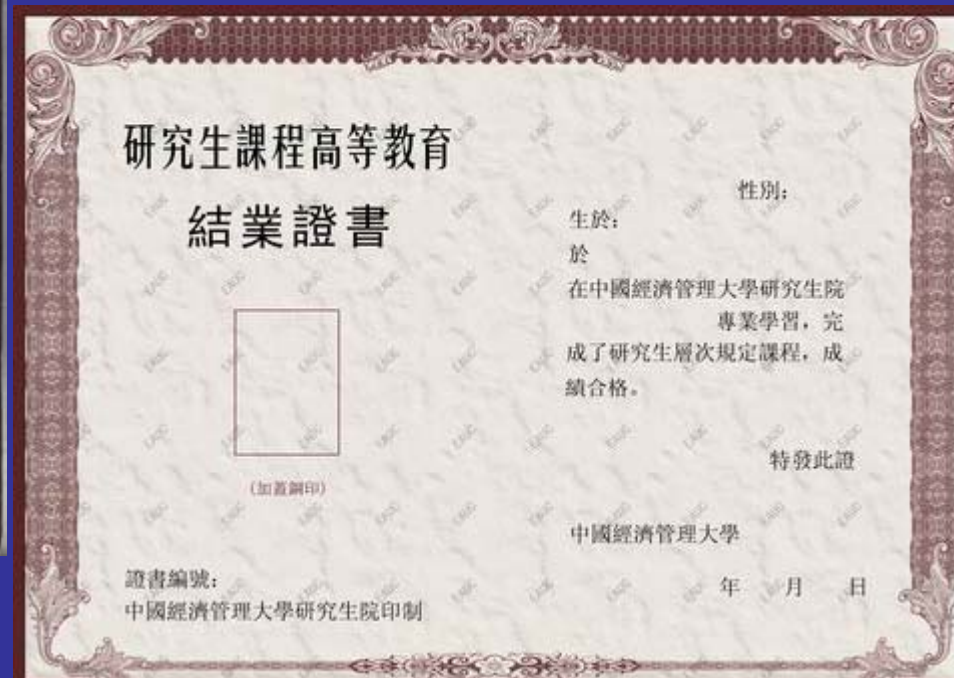 研究生課程高等教育
結業證書
(加蓋鋼印)
證書編號:
中國經濟管理大學研究生院印制
性別:
生於:
於
在中國經濟管理大學研究生院
專業學習，完
成了研究生層次規定課程，成
績合格。
特發此證
中國經濟管理大學
年 月 日